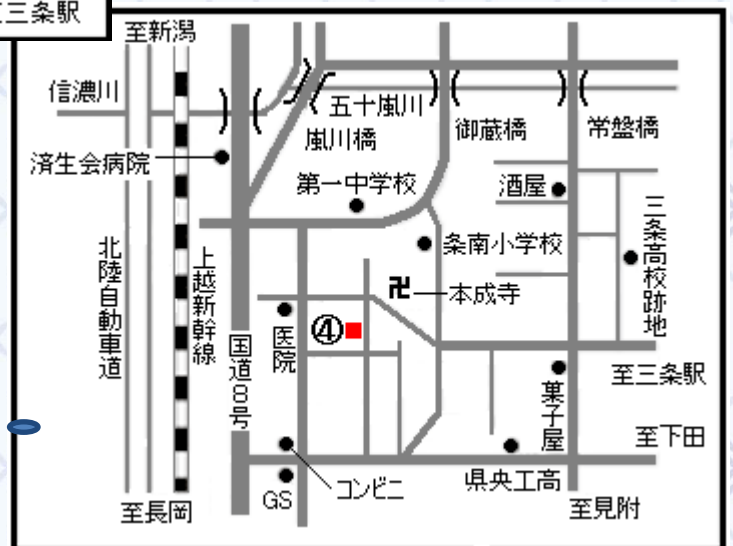 三条駅
至新潟
信濃川
五十嵐川
嵐川橋
御蔵橋
常盤橋
済生会病院
第一中学校
酒屋
三条高校跡地
条南小学校
北陸自動車道
上越新幹線
卍
本成寺
国道8号
医院
④
至三条駅
菓子屋
至下田
コンビニ
GS
県央工高
至長岡
至見附